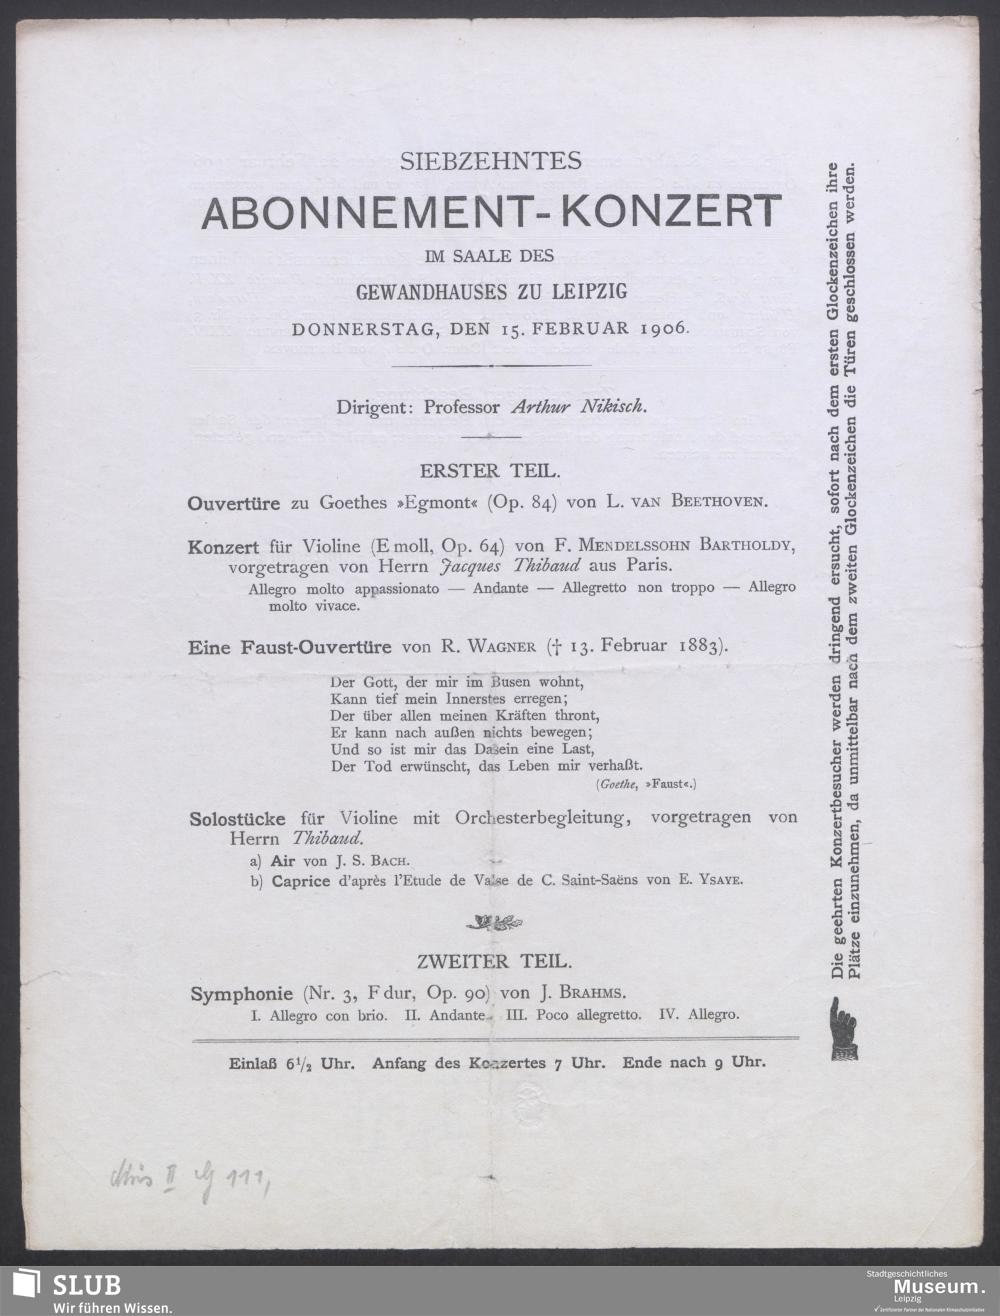 SIEBZEHNTES
ABONNEMENT-KONZERT
IM SAALE DES
GEWANDHAUSES ZU LEIPZIG
DONNERSTAG, DEN 15. FEBRUAR 1906.
Dirigent: Professor Arthur Nikisch.
ERSTER TEIL.
Ouvertüre zu Goethes »Egmont« (Op. 84) von L. VAN BEETHOVEN.
Konzert für Violine (E moll, Op. 64) von F. MENDELSSOHN BARTHOLDY,
vorgetragen von Herrn Jacques Thibaud aus Paris.
Allegro molto appassionato — Andante — Allegretto non troppo — Allegro
molto vivace.
Eine Faust-Ouvertüre von R. WAGNER († 13. Februar 1883).
Der Gott, der mir im Busen wohnt,
Kann tief mein Innerstes erregen;
Der über allen meinen Kräften thront,
Er kann nach außen nichts bewegen;
Und so ist mir das Dasein eine Last,
Der Tod erwünscht, das Leben mir verhaßt.
(Goethe, »Faust«.)
Solostücke für Violine mit Orchesterbegleitung, vorgetragen von
Herrn Thibaud.
a) Air von J. S. BACH.
b) Caprice d'après l'Etude de Valse de C. Saint-Saëns von E. YSAYE.
ZWEITER TEIL.
Symphonie (Nr. 3, F dur, Op. 90) von J. BRAHMS.
I. Allegro con brio. II. Andante. III. Poco allegretto. IV. Allegro.
Einlaß 6½ Uhr. Anfang des Konzertes 7 Uhr. Ende nach 9 Uhr.
Die geehrten Konzertbesucher werden dringend ersucht, sofort nach dem ersten Glockenzeichen ihre
Plätze einzunehmen, da unmittelbar nach dem zweiten Glockenzeichen die Türen geschlossen werden.
II 111,
SLUB
Wir führen Wissen.
Stadtgeschichtliches
Museum.
Leipzig
Zertifizierter Partner der Nationalen Klimaschutzinitiative